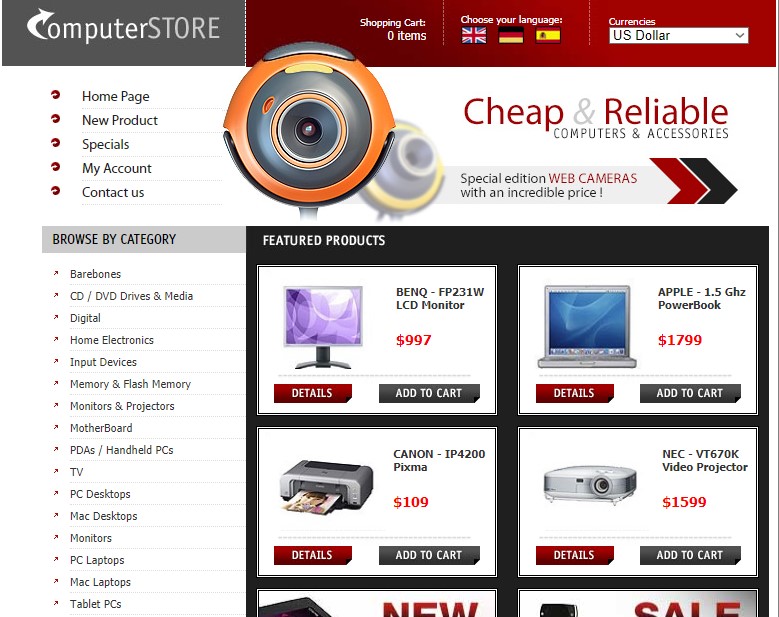 ComputerSTORE
Shopping Cart:
0 items
Choose your language:
Currencies
US Dollar
Home Page
New Product
Specials
My Account
Contact us
Cheap & Reliable
COMPUTERS & ACCESSORIES
Special edition WEB CAMERAS
with an incredible price !
BROWSE BY CATEGORY
Barebones
CD / DVD Drives & Media
Digital
Home Electronics
Input Devices
Memory & Flash Memory
Monitors & Projectors
MotherBoard
PDAs / Handheld PCs
TV
PC Desktops
Mac Desktops
Monitors
PC Laptops
Mac Laptops
Tablet PCs
FEATURED PRODUCTS
BENQ - FP231W
LCD Monitor
$997
DETAILS
ADD TO CART
APPLE - 1.5 Ghz
PowerBook
$1799
DETAILS
ADD TO CART
CANON - IP4200
Pixma
$109
DETAILS
ADD TO CART
NEC - VT670K
Video Projector
$1599
DETAILS
ADD TO CART
NEW
SALE